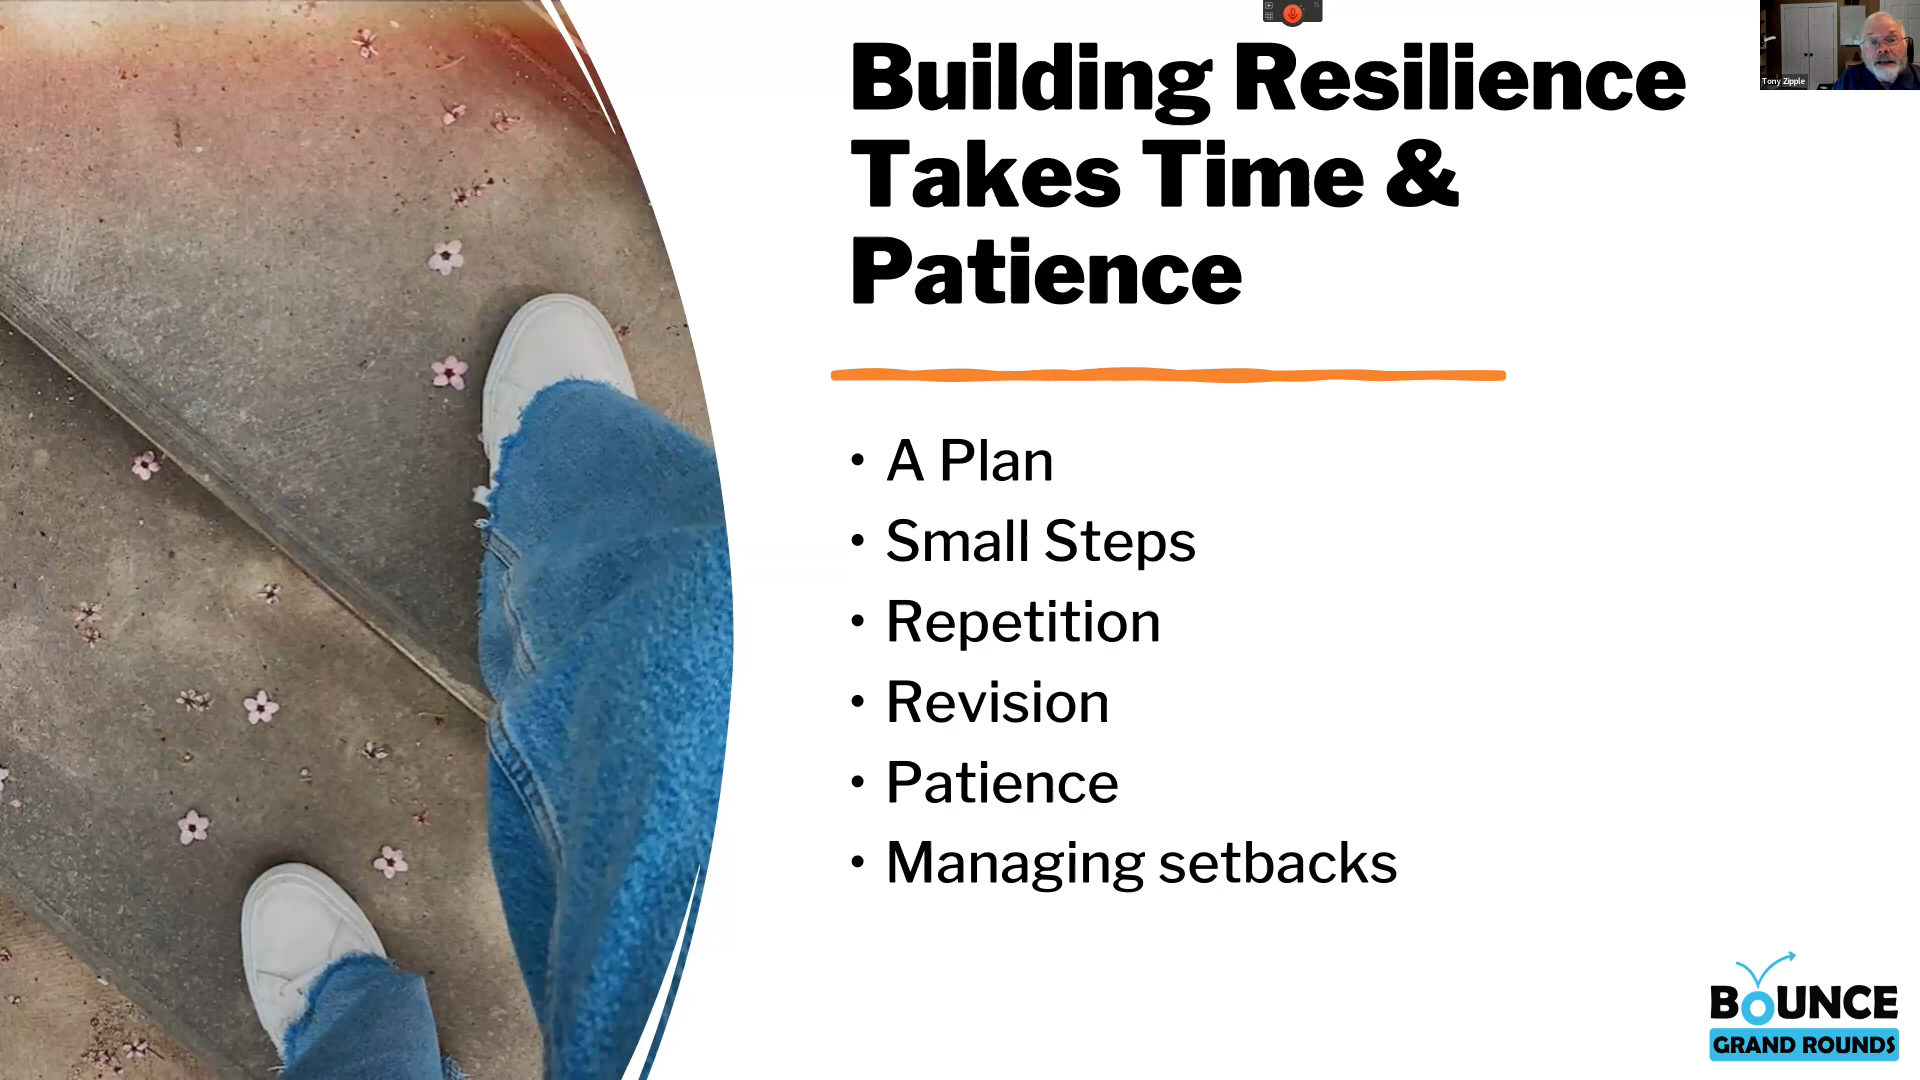 Building Resilience
Takes Time &
Patience
• A Plan
• Small Steps
• Repetition
• Revision
• Patience
• Managing setbacks
Tony Zipple
BOUNCE
GRAND ROUNDS